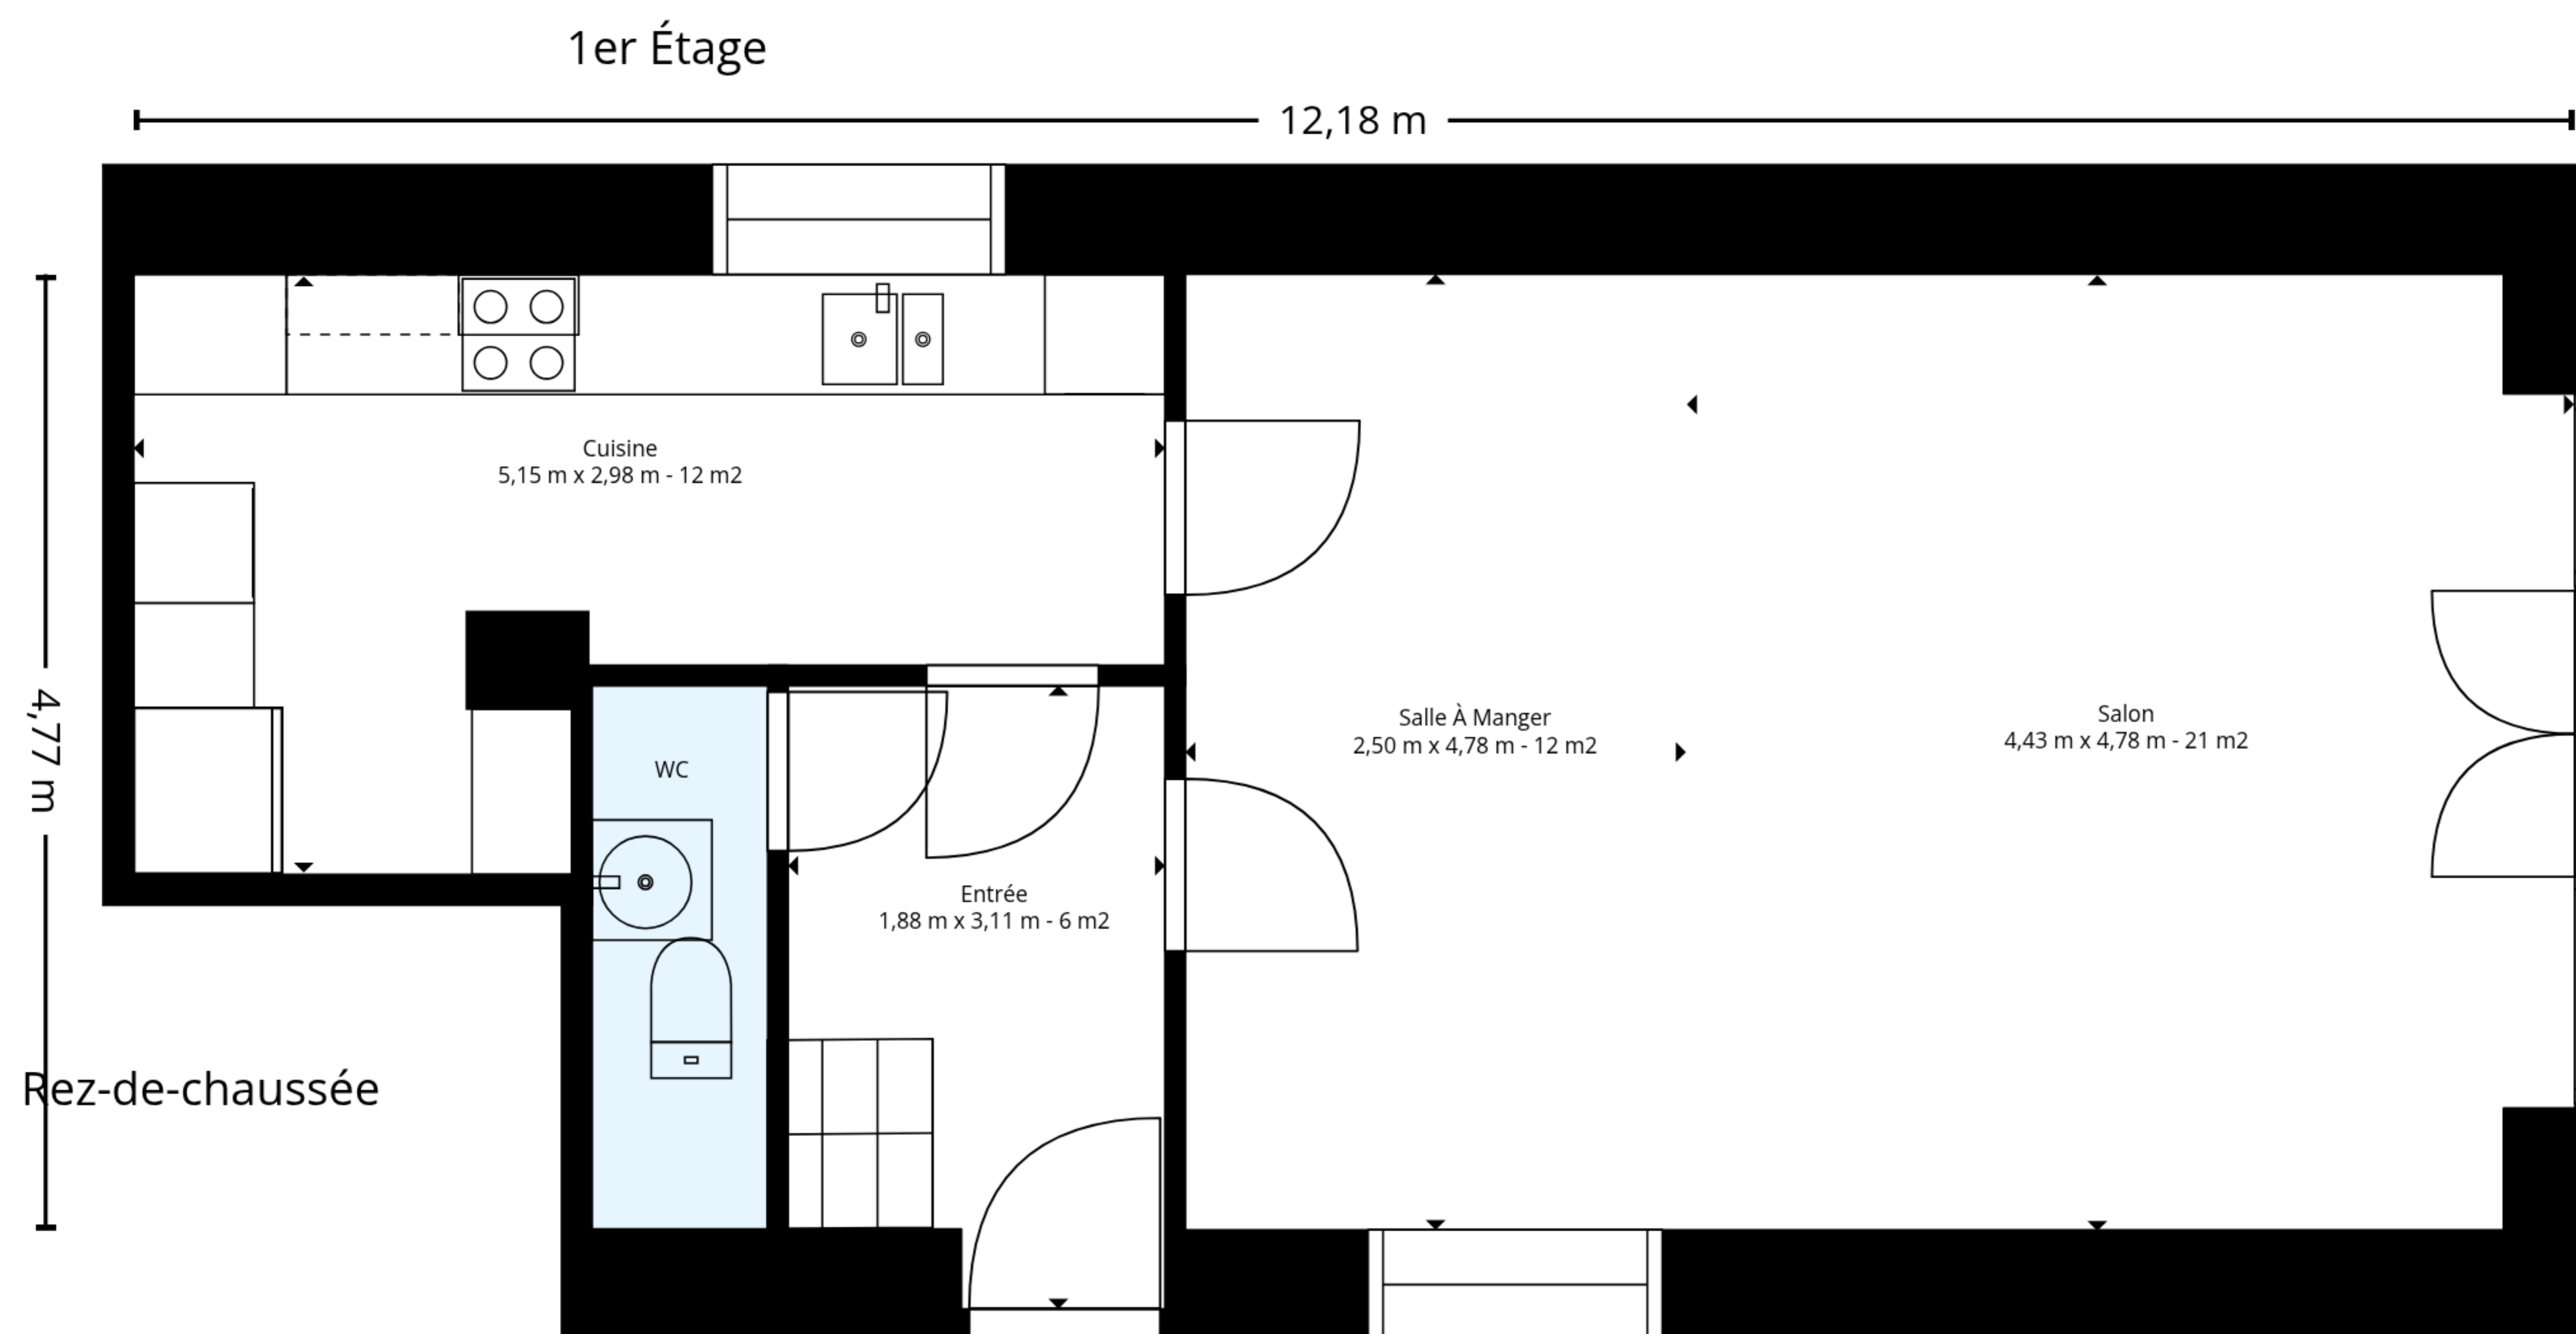 1er Étage
12,18 m
Cuisine
5,15 m x 2,98 m - 12 m2
4,77 m
Salle À Manger
2,50 m x 4,78 m - 12 m2
Salon
4,43 m x 4,78 m - 21 m2
WC
Entrée
1,88 m x 3,11 m - 6 m2
Rez-de-chaussée